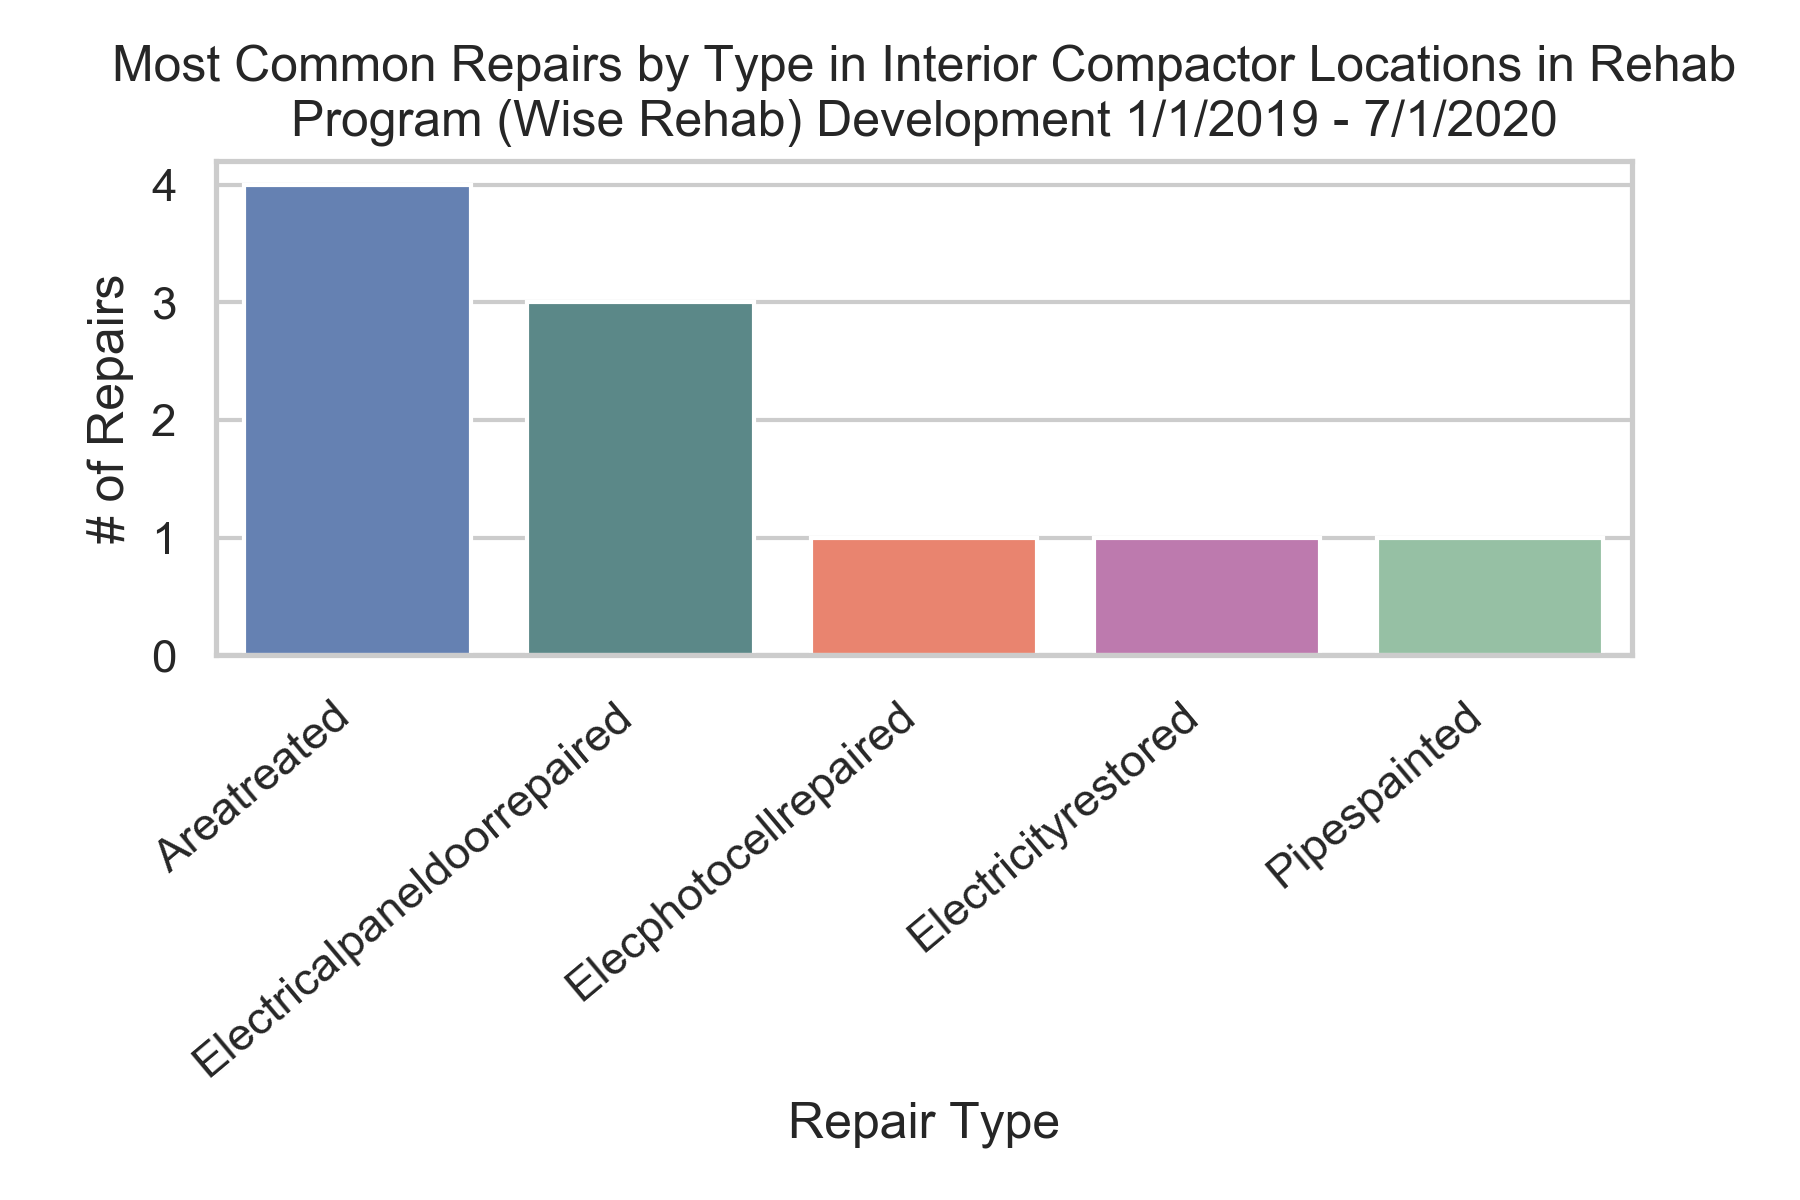 Most Common Repairs by Type in Interior Compactor Locations in Rehab
Program (Wise Rehab) Development 1/1/2019 - 7/1/2020
# of Repairs
4
3
2
1
0
Areatreated
Electricalpaneldoorrepaired
Elecphotocellrepaired
Electricityrestored
Pipespainted
Repair Type